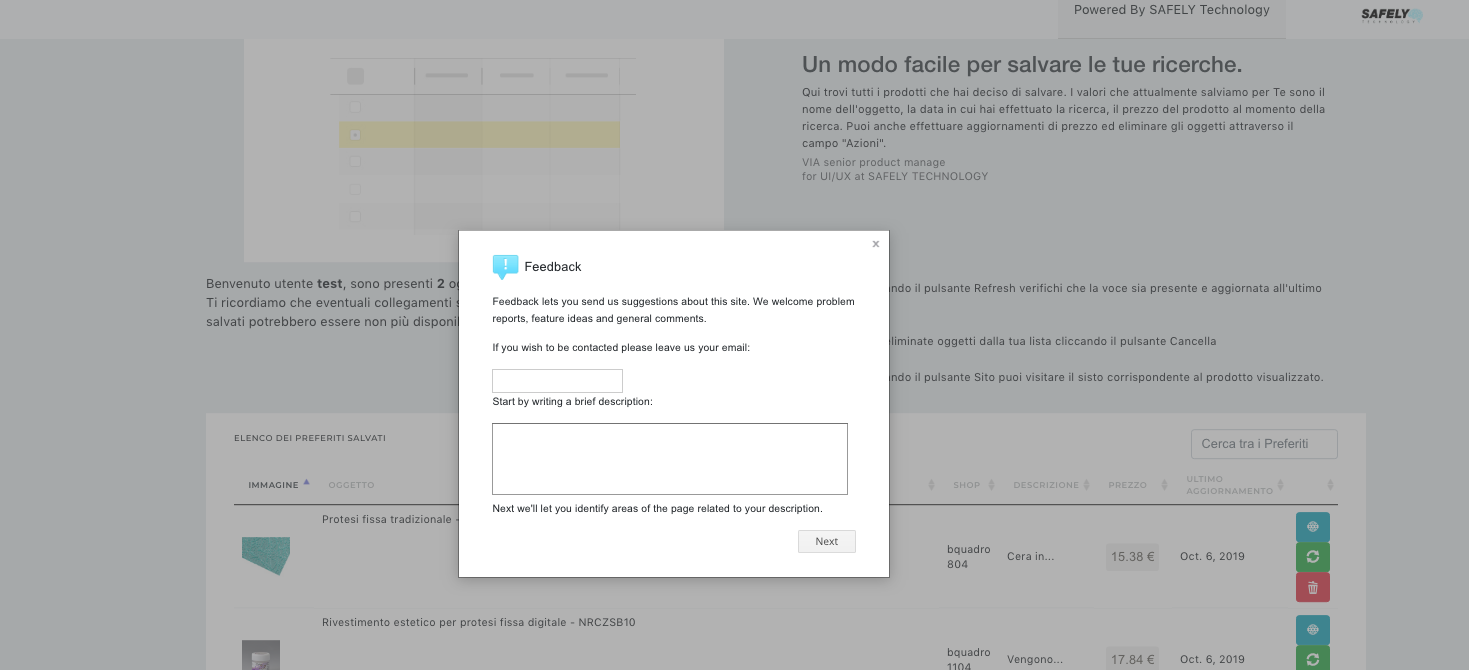 Powered By SAFELY Technology
SAFELY
TECHNOLOGY
Un modo facile per salvare le tue ricerche.
Qui trovi tutti i prodotti che hai deciso di salvare. I valori che attualmente salviamo per Te sono il
nome dell'oggetto, la data in cui hai effettuato la ricerca, il prezzo del prodotto al momento della
ricerca. Puoi anche effettuare aggiornamenti di prezzo ed eliminare gli oggetti attraverso il
campo "Azioni".
VIA senior product manage
for UI/UX at SAFELY TECHNOLOGY
Benvenuto utente test, sono presenti 2
Ti ricordiamo che eventuali collegamenti
salvati potrebbero essere non più
il pulsante Refresh verifichi che la voce sia presente e aggiornata all'ultimo
oggetti dalla tua lista cliccando il pulsante Cancella
il pulsante Sito puoi visitare il sisto corrispondente al prodotto visualizzato.
x
Feedback
Feedback lets you send us suggestions about this site. We welcome problem
reports, feature ideas and general comments.
If you wish to be contacted please leave us your email:
Start by writing a brief description:
Next we'll let you identify areas of the page related to your description.
Next
ELENCO DEI PREFERITI SALVATI
Cerca tra i Preferiti
IMMAGINE OGGETTO SHOP DESCRIZIONE PREZZO ULTIMO
AGGIORNAMENTO
Protesi fissa tradizionale -
bquadro
804
Cera in...
15.38 €
Oct. 6, 2019
Rivestimento estetico per protesi fissa digitale - NRCZSB10
bquadro
1104
Vengono...
17.84 €
Oct. 6, 2019